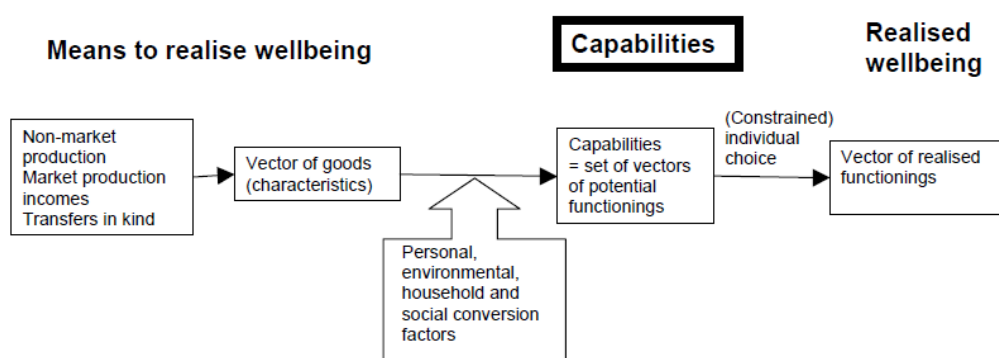 Means to realise wellbeing
Capabilities
Realised
wellbeing
Non-market
production
Market production
incomes
Transfers in kind
Vector of goods
(characteristics)
Personal,
environmental,
household and
social conversion
factors
Capabilities
= set of vectors
of potential
functionings
(Constrained)
individual
choice
Vector of realised
functionings